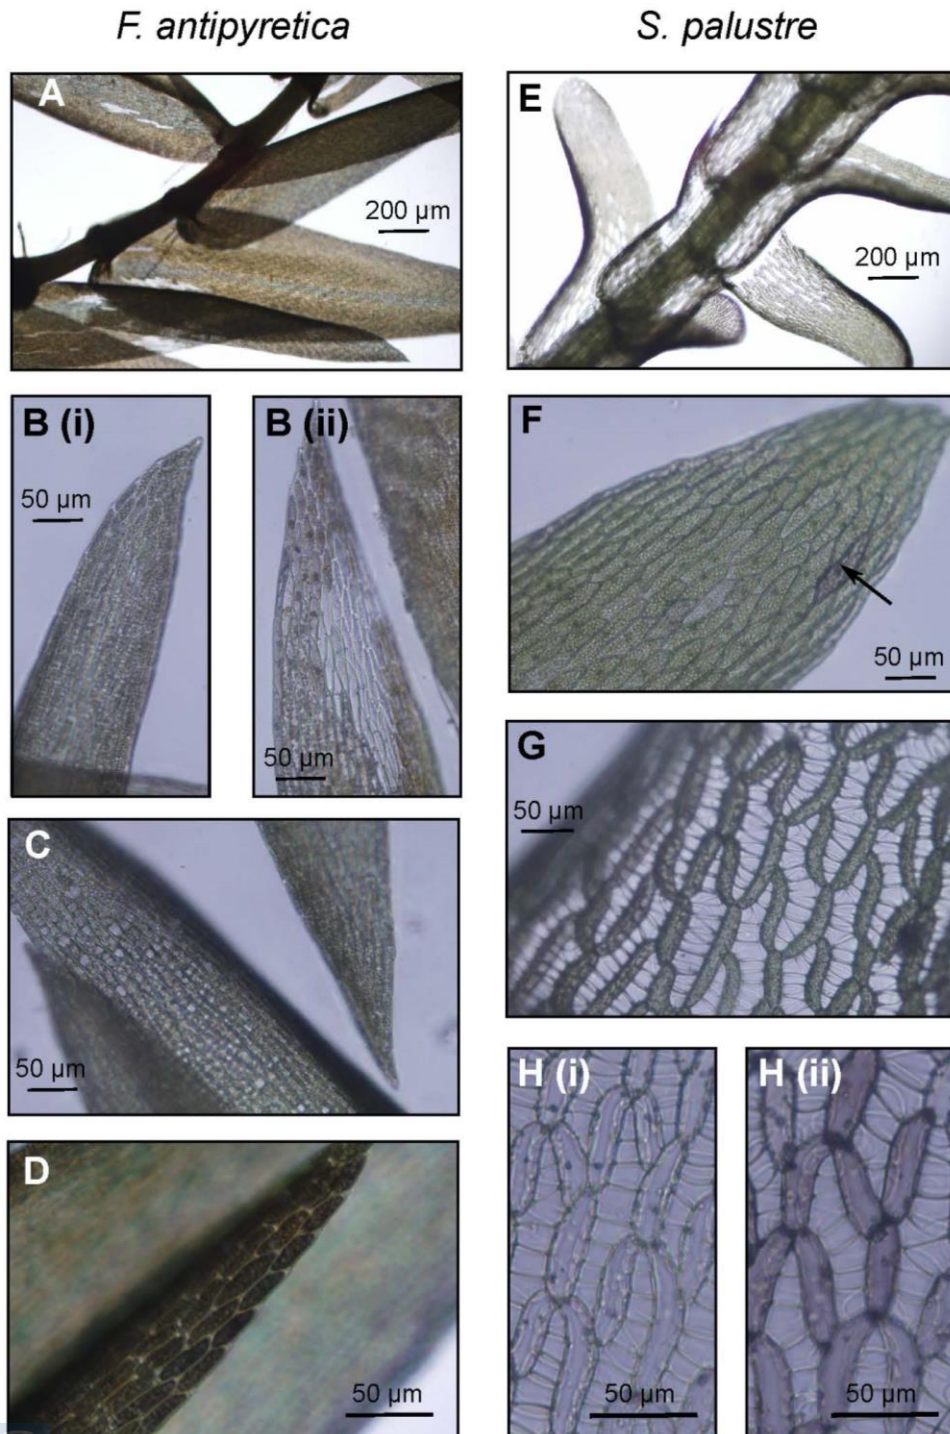 F. antipyretica
S. palustre
A
200 µm
E
200 µm
B (i)
50 µm
B (ii)
50 µm
F
50 µm
G
50 µm
C
50 µm
D
50 µm
H (i)
50 µm
H (ii)
50 µm